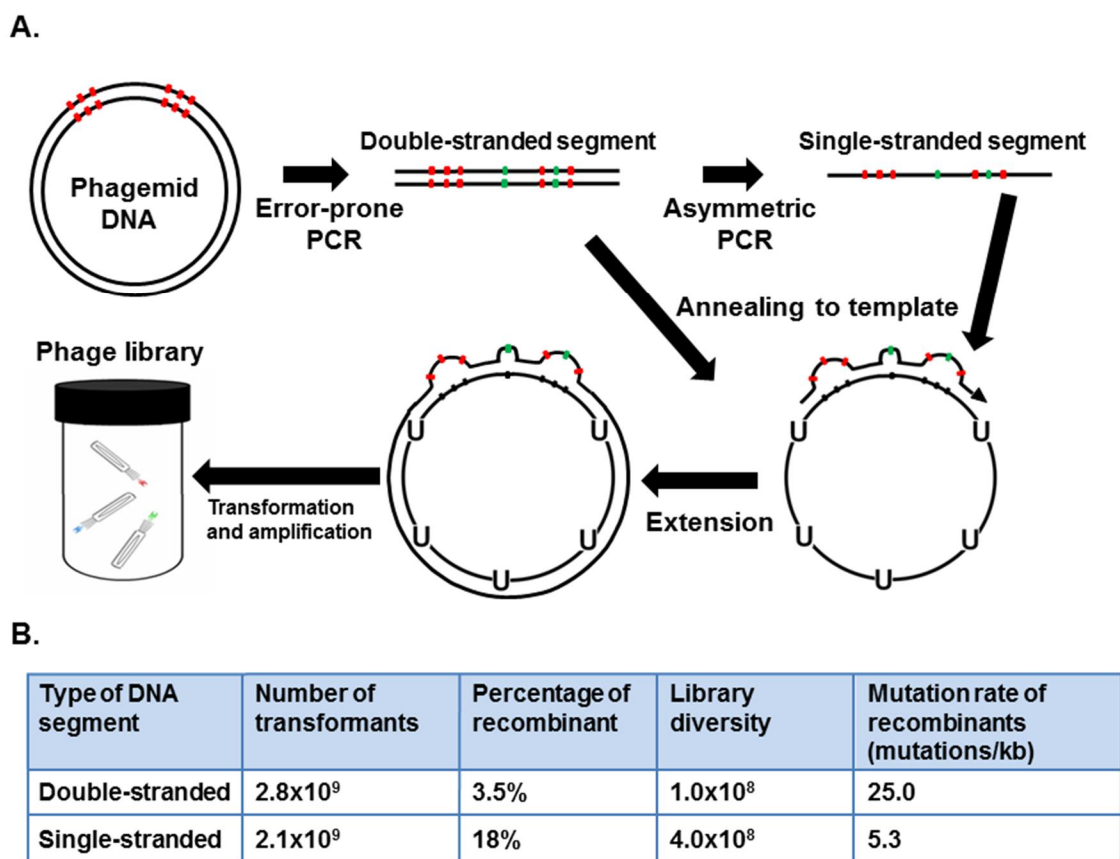 A.
Phagemid
DNA
Error-prone
PCR
Double-stranded segment
Asymmetric
PCR
Single-stranded segment
Annealing to template
U
U
U
U
U
Extension
U
U
U
U
U
Transformation
and amplification
Phage library
B.
Type of DNA
segment
Number of
transformants
Percentage of
recombinant
Library
diversity
Mutation rate of
recombinants
(mutations/kb)
Double-stranded 2.8x10⁹ 3.5% 1.0x10⁸ 25.0
Single-stranded 2.1x10⁹ 18% 4.0x10⁸ 5.3